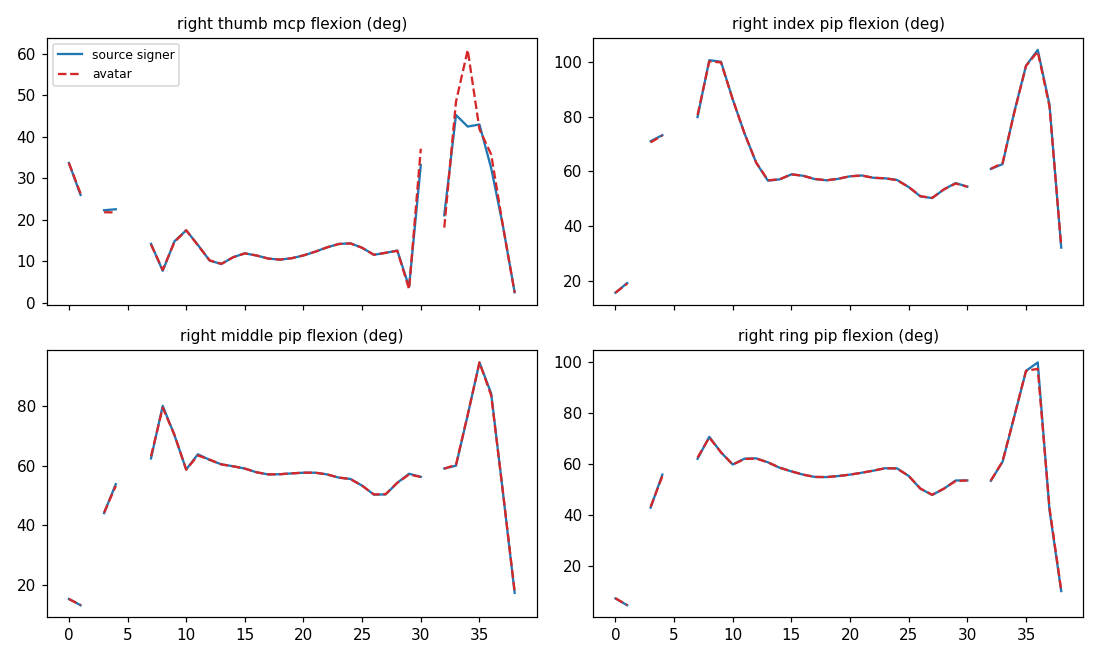 right thumb mcp flexion (deg)
60
50
40
30
20
10
0
source signer
avatar
right index pip flexion (deg)
100
80
60
40
20
right middle pip flexion (deg)
80
60
40
20
0 5 10 15 20 25 30 35
right ring pip flexion (deg)
100
80
60
40
20
0 5 10 15 20 25 30 35